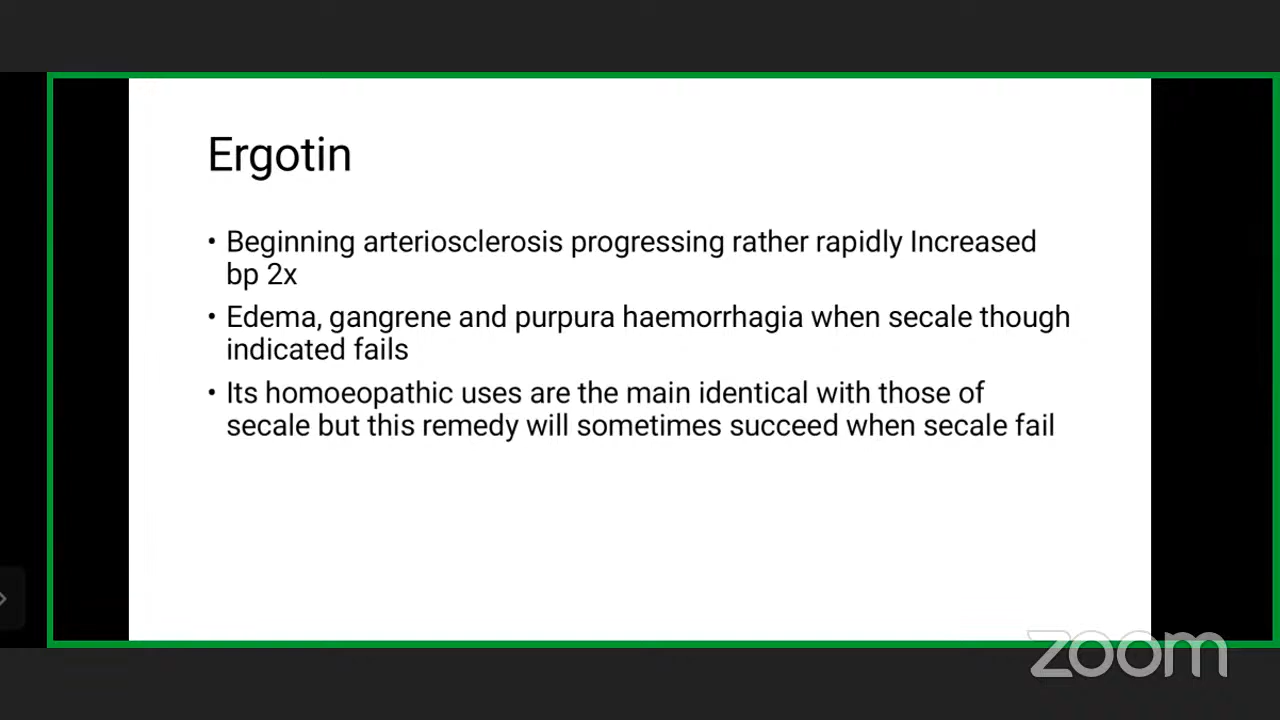 Ergotin
• Beginning arteriosclerosis progressing rather rapidly Increased
bp 2x
• Edema, gangrene and purpura haemorrhagia when secale though
indicated fails
• Its homoeopathic uses are the main identical with those of
secale but this remedy will sometimes succeed when secale fail
zoom